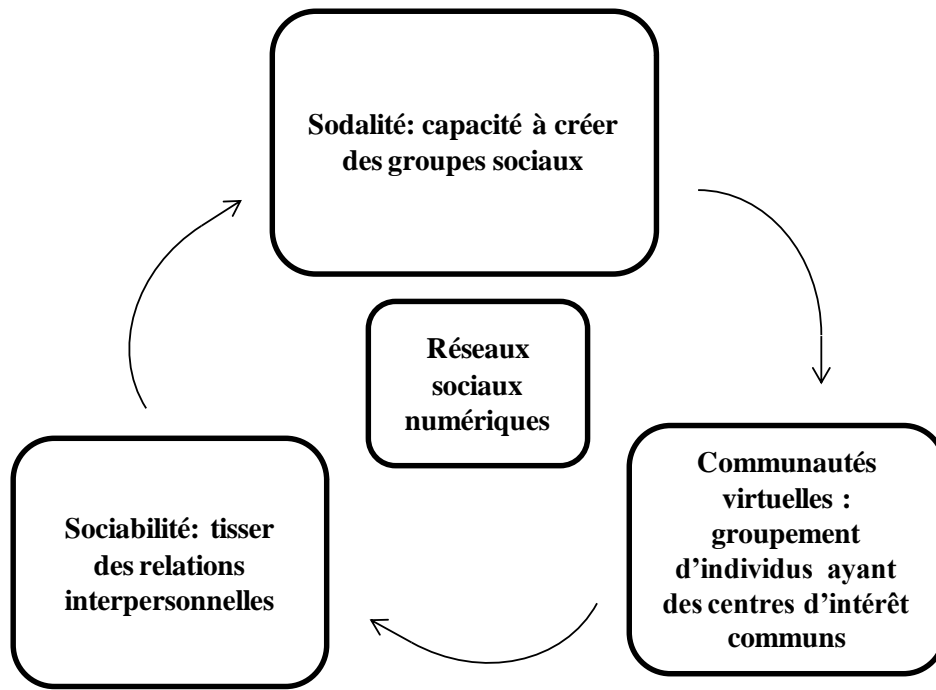 Sodalité: capacité à créer
des groupes sociaux
Réseaux
sociaux
numériques
Communautés
virtuelles :
groupement
d’individus ayant
des centres d’intérêt
communs
Sociabilité: tisser
des relations
interpersonnelles